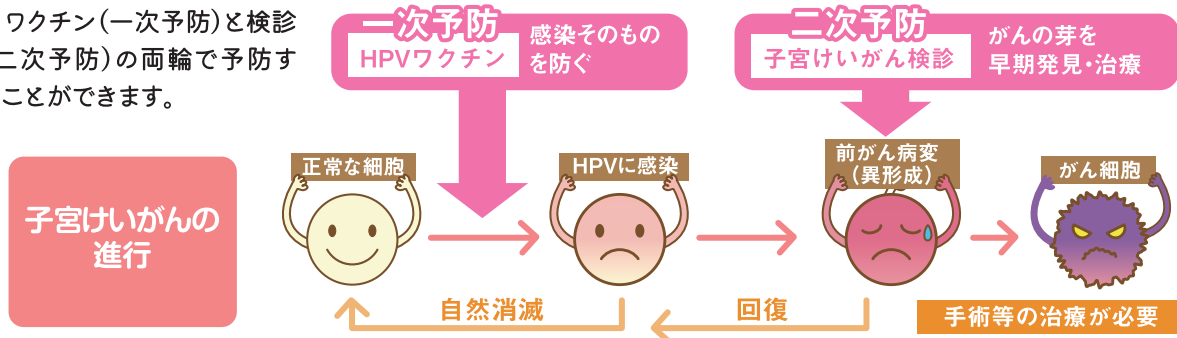 ワクチン(一次予防)と検診
二次予防)の両輪で予防す
ことができます。
一次予防
HPVワクチン
感染そのもの
を防ぐ
二次予防
子宮けいがん検診
がんの芽を
早期発見・治療
子宮けいがんの
進行
正常な細胞
HPVに感染
前がん病変
(異形成)
がん細胞
自然消滅
回復
手術等の治療が必要